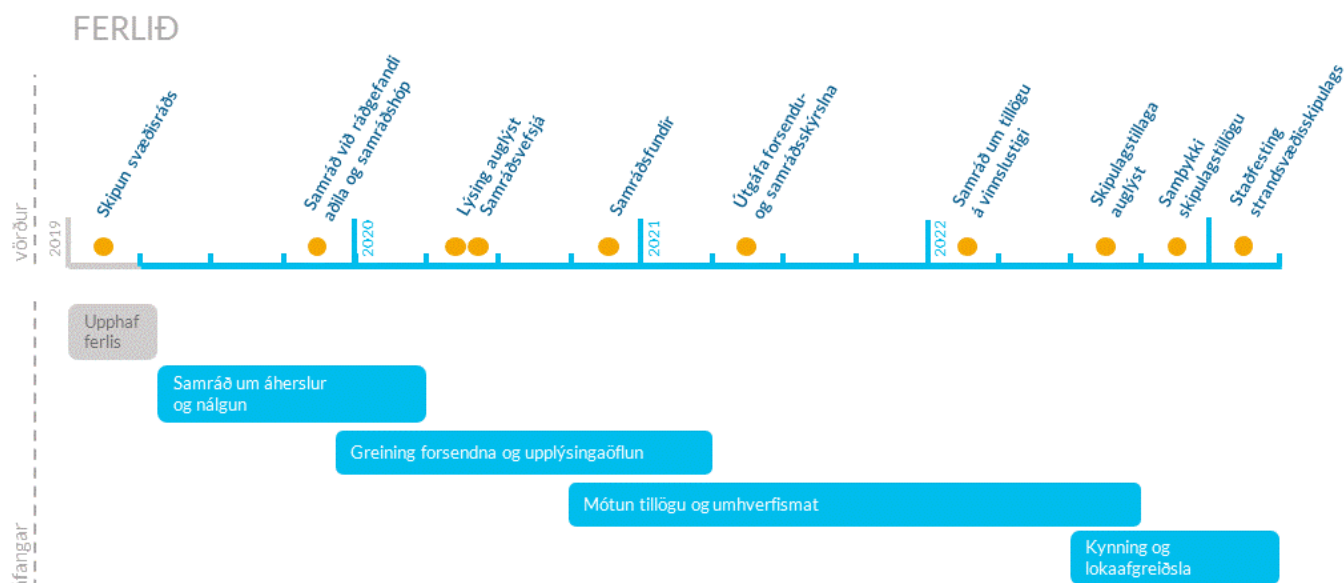 FERLIÐ
vörður
2019
Skipun svæðisráðs
Samráð við ráðgefandi
aðila og samráðshóp
2020
Lýsing auglýst
Samráðsvefsjá
Samráðsfundir
2021
Útgáfa forsendu-
og samráðsskýrslna
2022
Samráð um tillögu
á vinnslustigi
Skipulagstillaga
auglýst
Samþykki
skipulagstillögu
Staðfesting
strandsvæðisskipulags
Upphaf
ferlis
Samráð um áherslur
og nálgun
Greining forsendna og upplýsingaöflun
Mótun tillögu og umhverfismat
Kynning og
lokaafgreiðsla